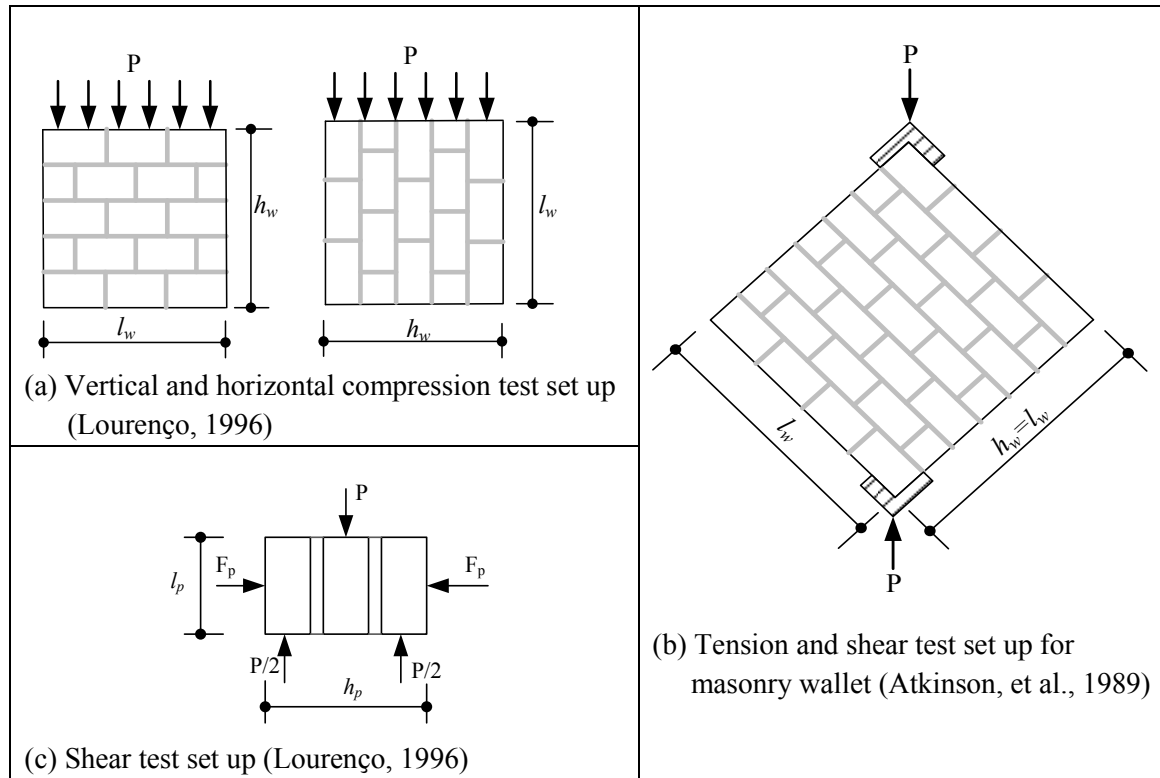 P
P
h_w
l_w
l_w
h_w
(a) Vertical and horizontal compression test set up
(Lourenço, 1996)
P
l_w
h_w=l_w
P
(b) Tension and shear test set up for
masonry wallet (Atkinson, et al., 1989)
P
F_p
F_p
l_p
P/2
P/2
h_p
(c) Shear test set up (Lourenço, 1996)